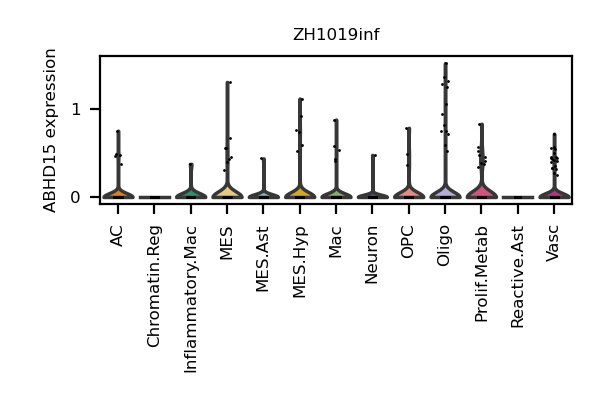 ZH1019inf
ABHD15 expression
1
0
AC
Chromatin.Reg
Inflammatory.Mac
MES
MES.Ast
MES.Hyp
Mac
Neuron
OPC
Oligo
Prolif.Metab
Reactive.Ast
Vasc